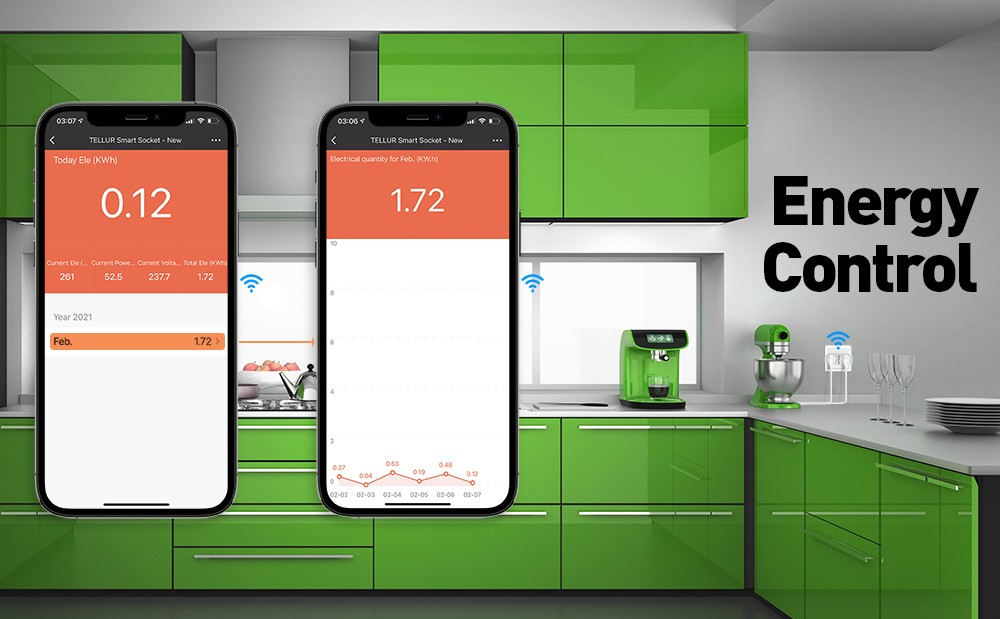 03:07
TELLUR Smart Socket - New
Today Ele (KWh)
0.12
Current Ele (... Current Powe... Current Volta... Total Ele (KWh)
261 52.5 237.7 1.72
Year 2021
Feb. 1.72
03:06
TELLUR Smart Socket - New
Electrical quantity for Feb. (KW.h)
1.72
10
8
6
4
2
0
0.37 0.04 0.53 0.19 0.48 0.12
02-02 02-03 02-04 02-05 02-06 02-07
Energy
Control